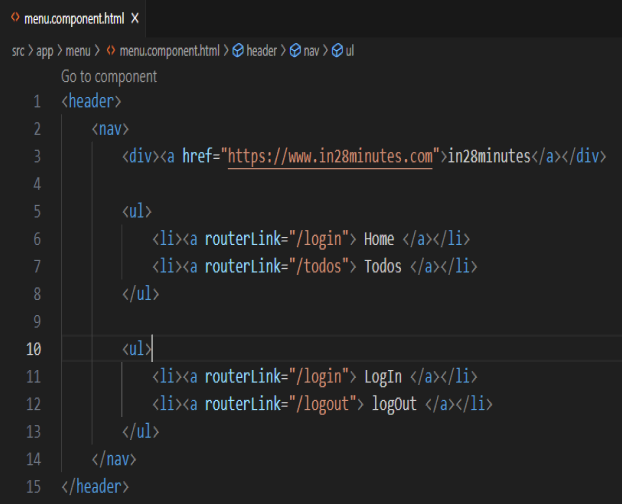 menu.component.html X
src > app > menu > <> menu.component.html > header > nav > ul
Go to component
1 <header>
2 <nav>
3 <div><a href="https://www.in28minutes.com">in28minutes</a></div>
4
5 <ul>
6 <li><a routerLink="/login"> Home </a></li>
7 <li><a routerLink="/todos"> Todos </a></li>
8 </ul>
9
10 <ul>
11 <li><a routerLink="/login"> LogIn </a></li>
12 <li><a routerLink="/logout"> logOut </a></li>
13 </ul>
14 </nav>
15 </header>